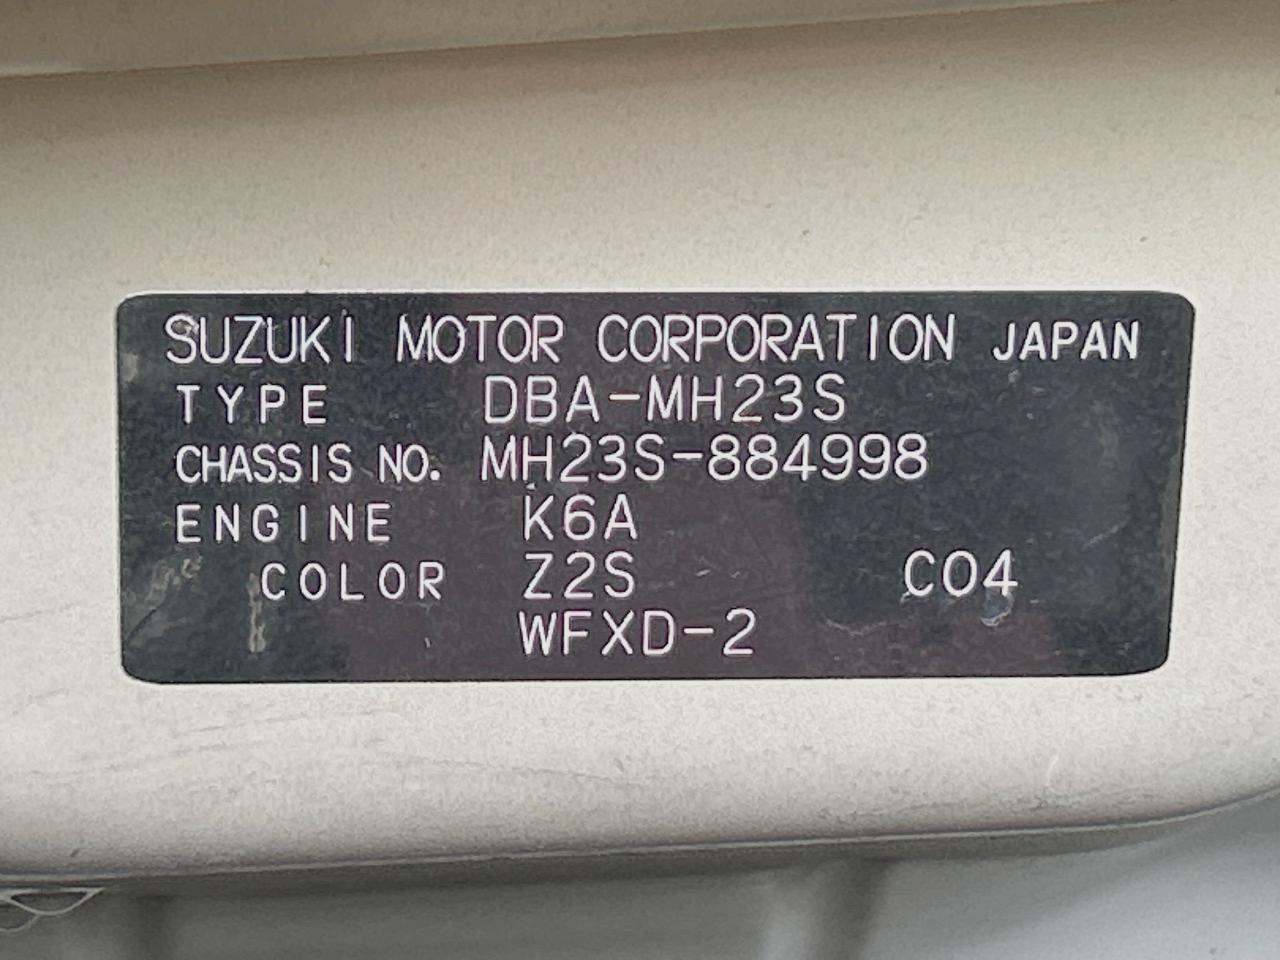 SUZUKI MOTOR CORPORATION JAPAN
TYPE DBA-MH23S
CHASSIS NO. MH23S-884998
ENGINE K6A
COLOR Z2S C04
WFXD-2